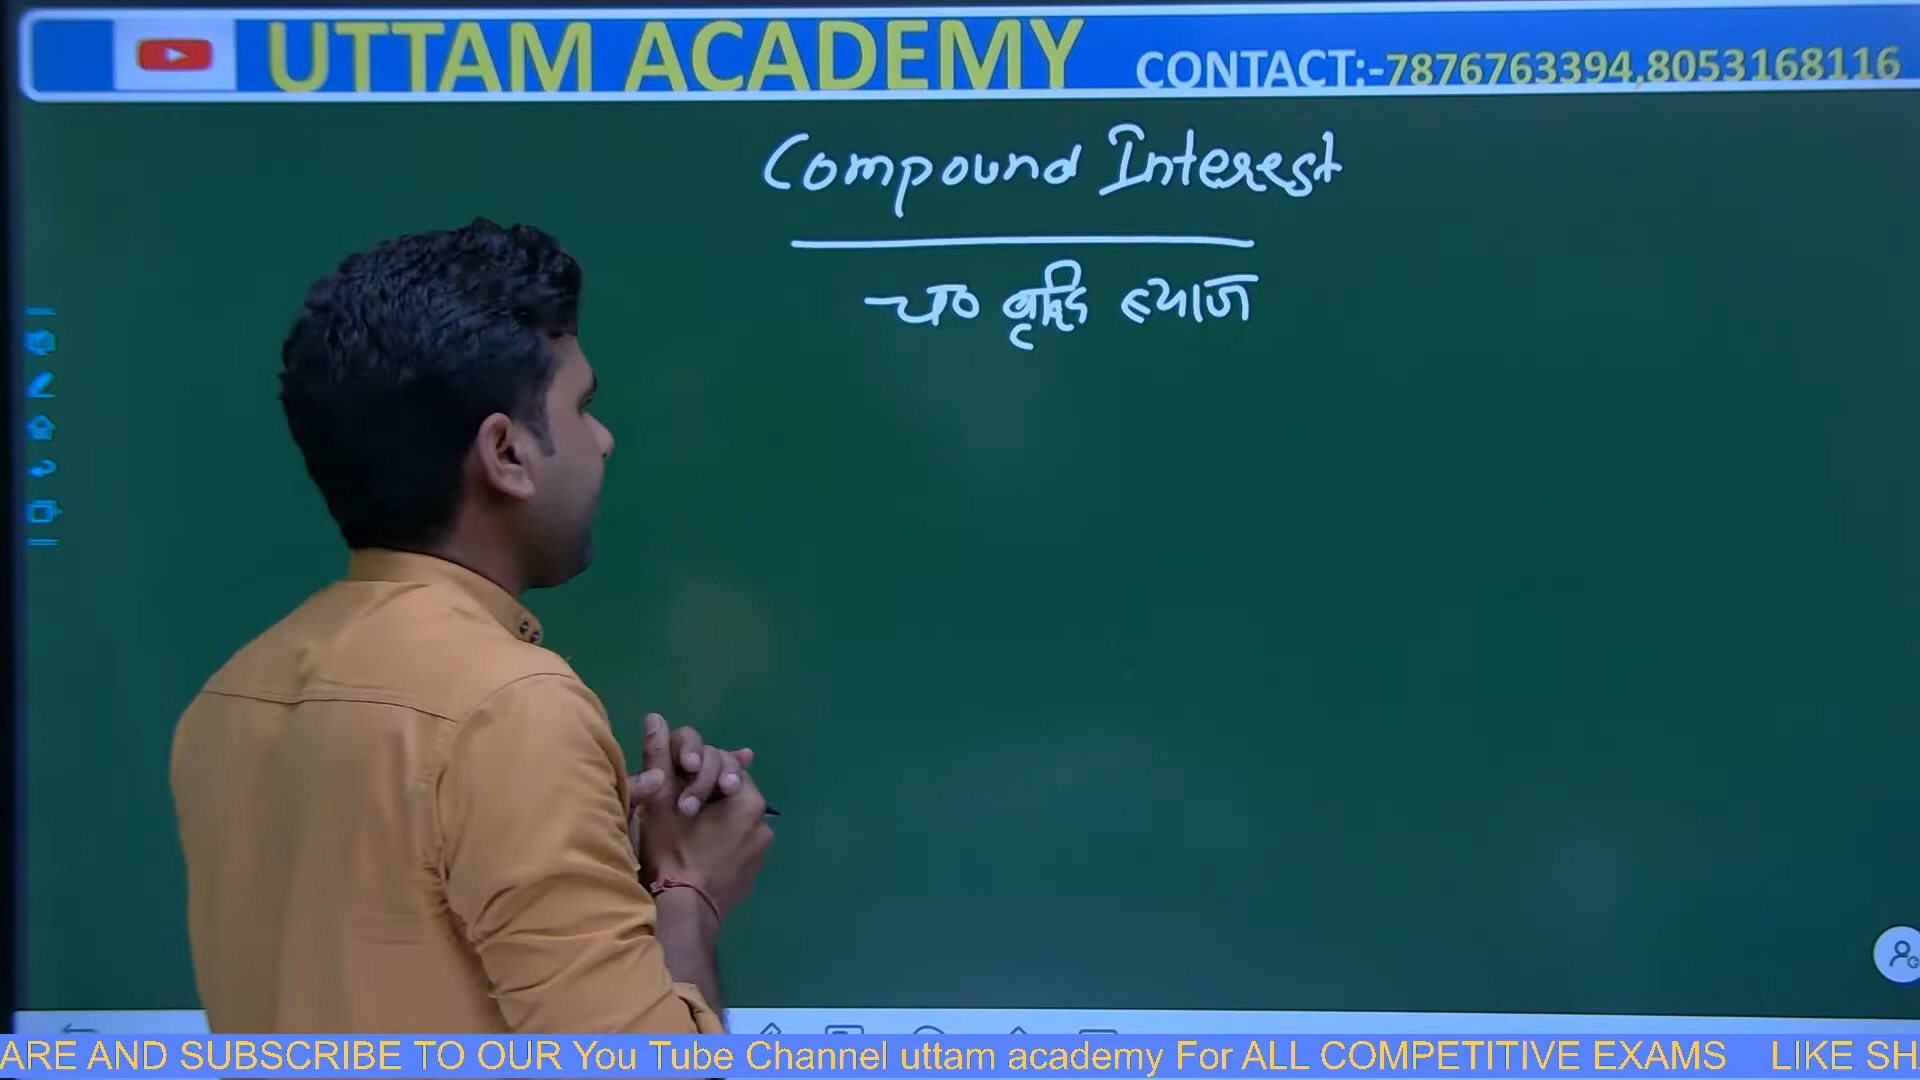 UTTAM ACADEMY
CONTACT:-7876763394,8053168116
Compound Interest
च० वृद्धि ब्याज
ARE AND SUBSCRIBE TO OUR You Tube Channel uttam academy For ALL COMPETITIVE EXAMS LIKE SH